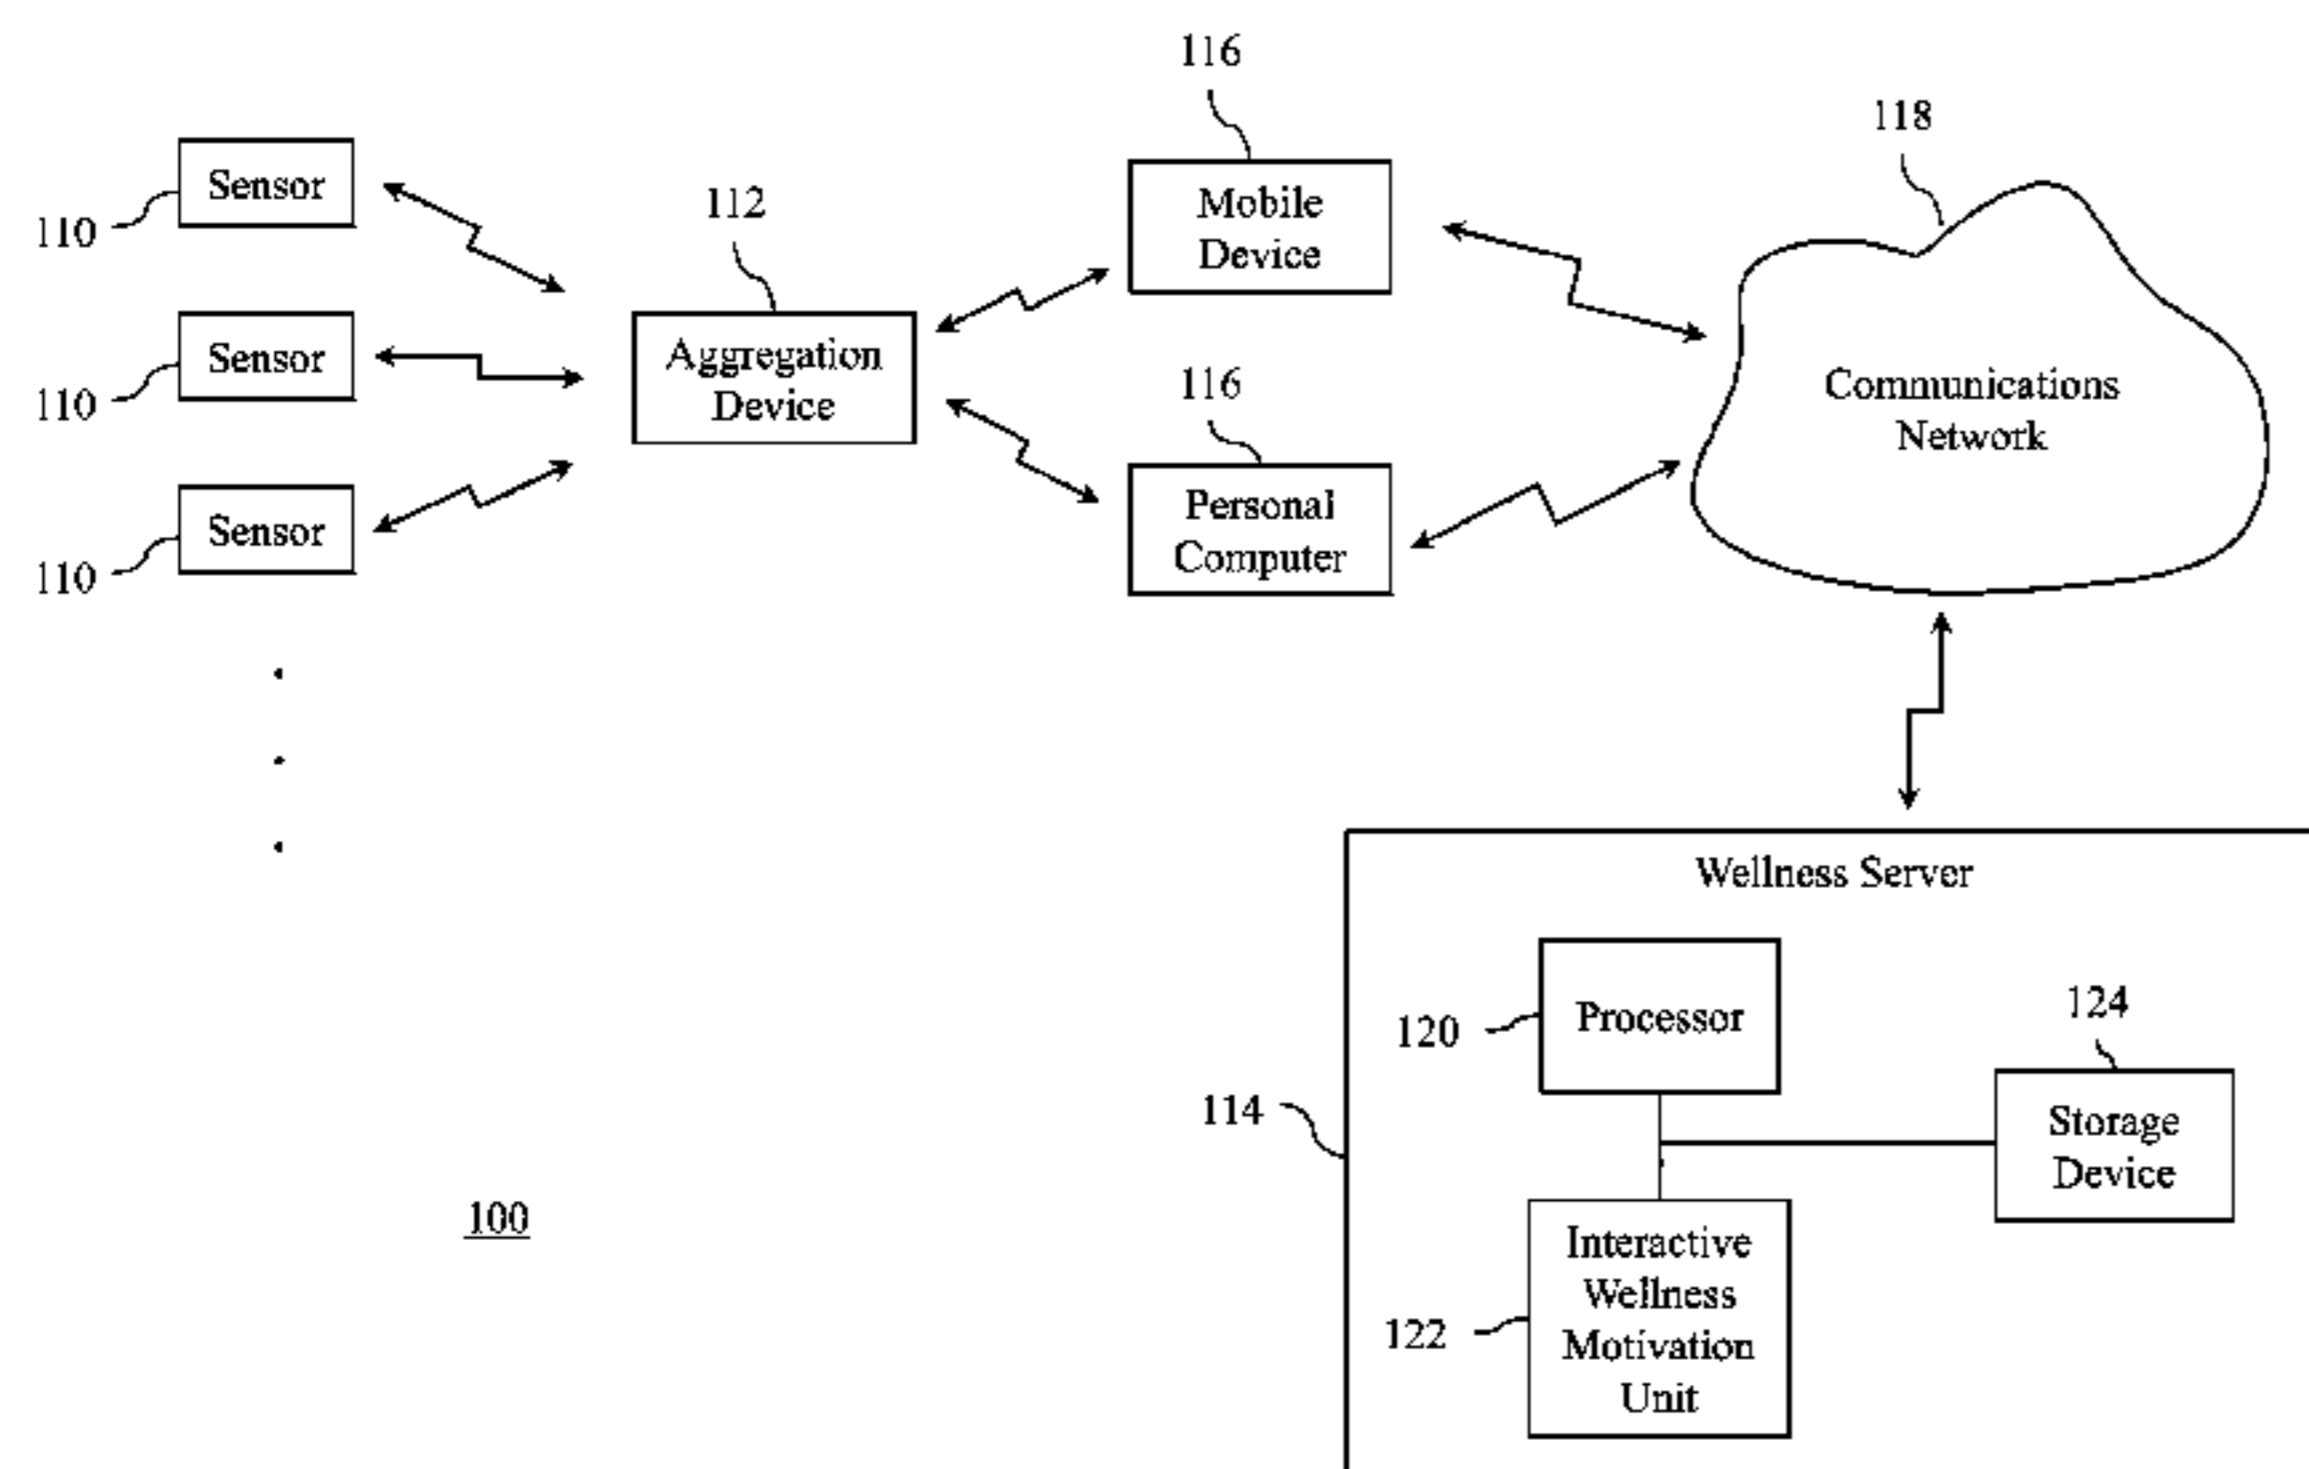 116
118
Sensor
110
112
Mobile
Device
Sensor
110
Aggregation
Device
116
Communications
Network
Sensor
110
Personal
Computer
Wellness Server
Processor
120
124
Storage
Device
114
100
Interactive
Wellness
Motivation
Unit
122